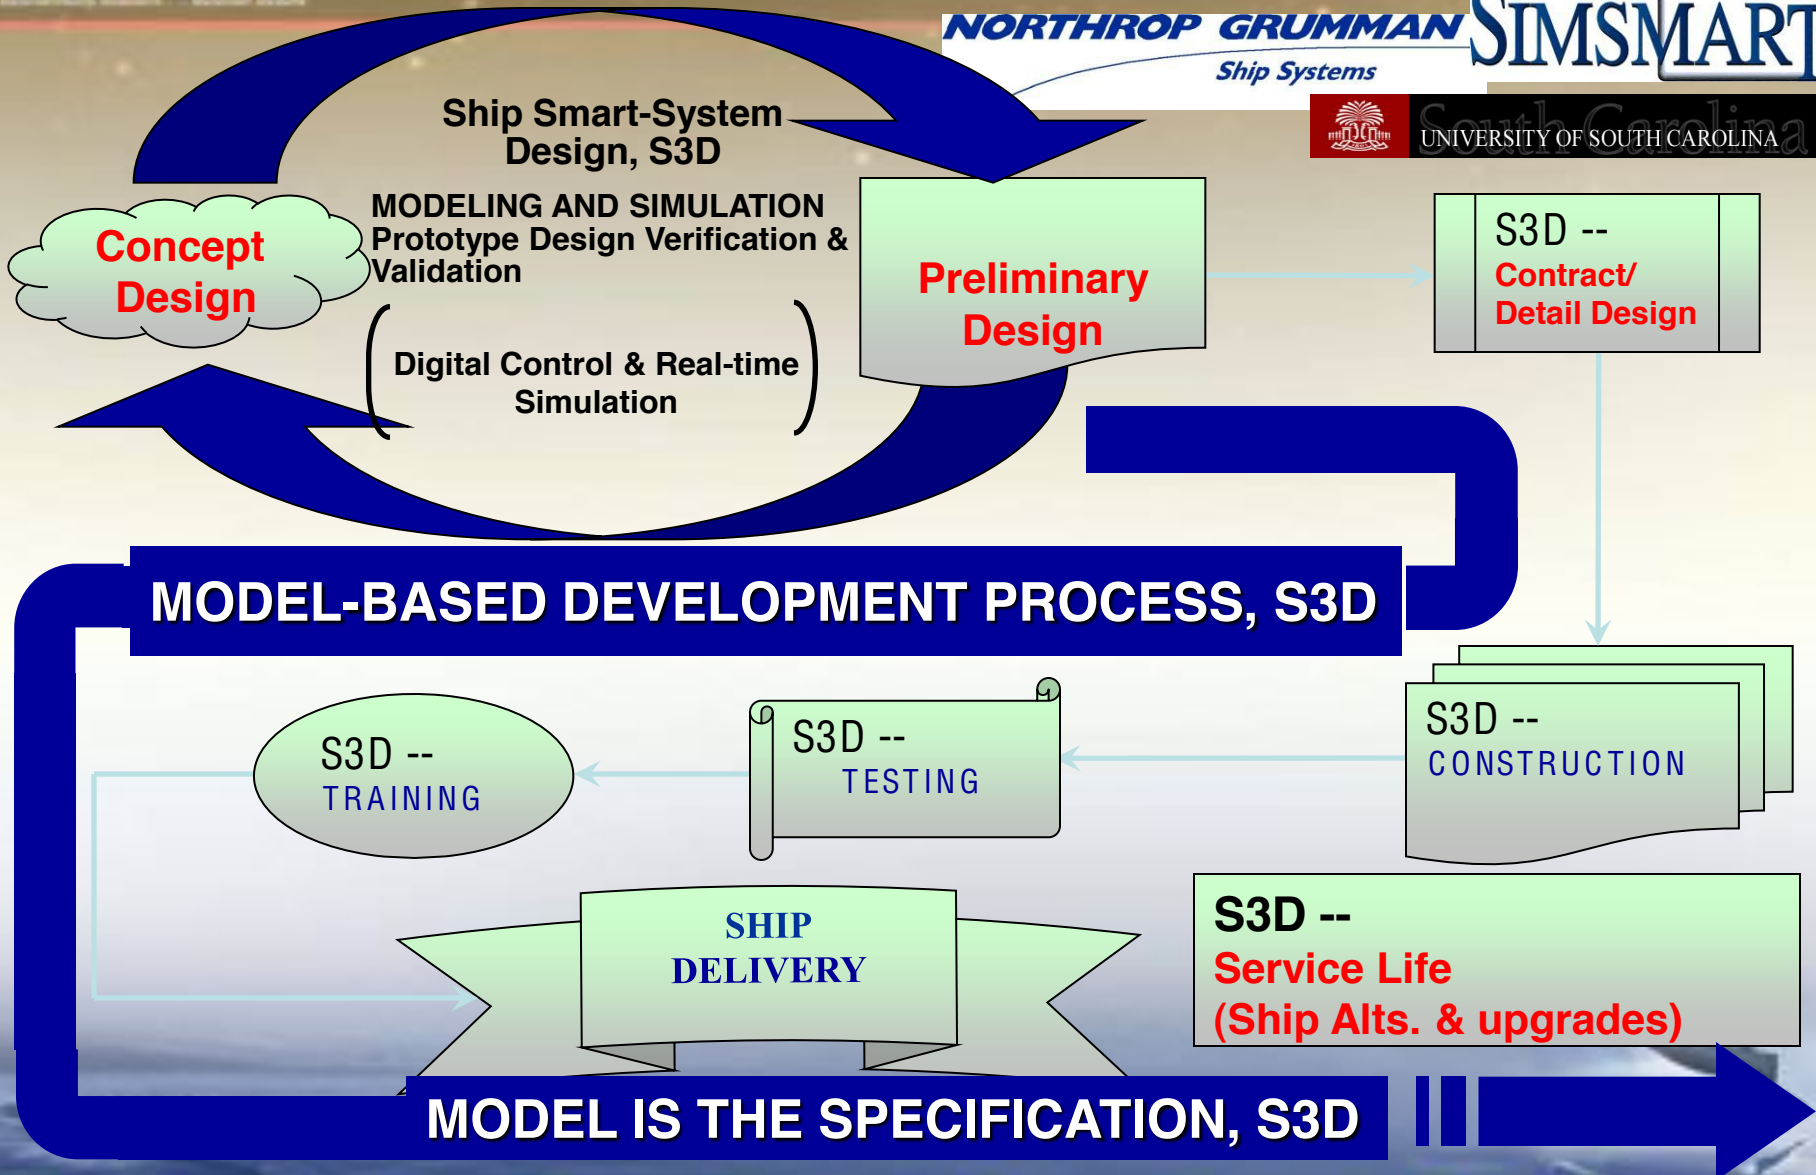 NORTHROP GRUMMAN
Ship Systems
SIMSMART
South Carolina
UNIVERSITY OF SOUTH CAROLINA
Ship Smart-System
Design, S3D
MODELING AND SIMULATION
Prototype Design Verification &
Validation
Digital Control & Real-time
Simulation
Concept
Design
Preliminary
Design
S3D --
Contract/
Detail Design
MODEL-BASED DEVELOPMENT PROCESS, S3D
S3D --
TRAINING
S3D --
TESTING
S3D --
CONSTRUCTION
SHIP
DELIVERY
S3D --
Service Life
(Ship Alts. & upgrades)
MODEL IS THE SPECIFICATION, S3D